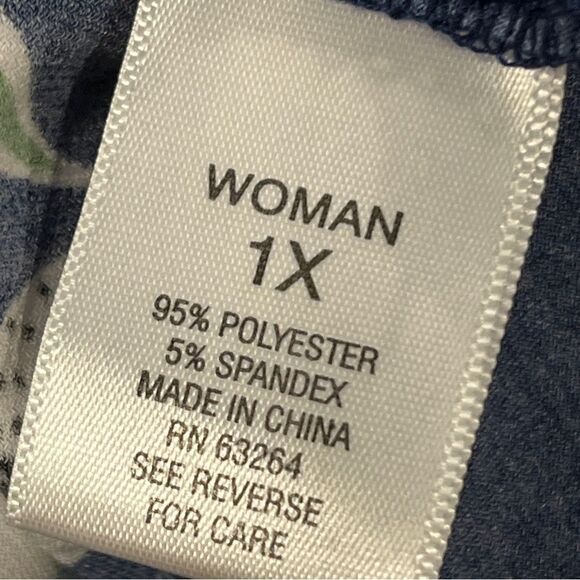 WOMAN
1X
95% POLYESTER
5% SPANDEX
MADE IN CHINA
RN 63264
SEE REVERSE
FOR CARE